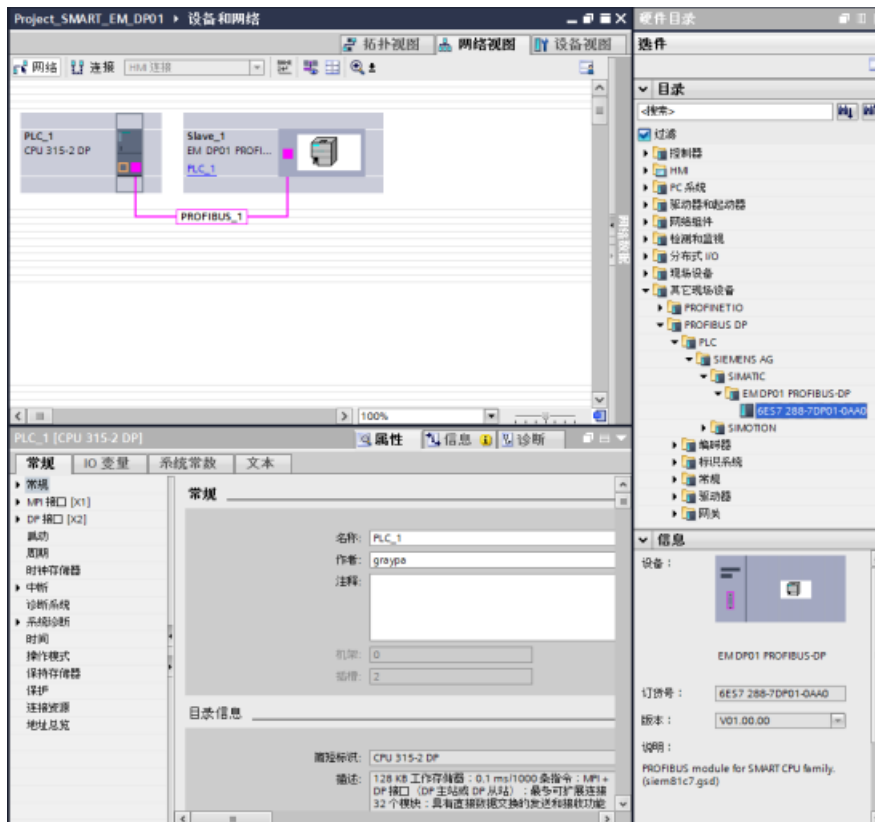 Project_SMART_EM_DP01 ▸ 设备和网络
拓扑视图
网络视图
设备视图
网络
连接
HMI 连接
PLC_1
CPU 315-2 DP
Slave_1
EM DP01 PROFI...
PLC_1
PROFIBUS_1
网络数据
100%
PLC_1 [CPU 315-2 DP]
属性
信息
诊断
常规
IO 变量
系统常数
文本
常规
MPI 接口 [X1]
DP 接口 [X2]
启动
周期
时钟存储器
中断
诊断系统
系统诊断
时间
操作模式
保持存储器
保护
连接资源
地址总览
常规
名称: PLC_1
作者: graypa
注释:
机架: 0
插槽: 2
目录信息
简短标识: CPU 315-2 DP
描述: 128 KB 工作存储器；0.1 ms/1000 条指令；MPI +
DP 接口（DP 主站或 DP 从站）；最多可扩展连接
32 个模块；具有直接数据交换的发送和接收功能
硬件目录
选件
目录
<搜索>
过滤
控制器
HMI
PC 系统
驱动器和起动器
网络组件
检测和监视
分布式 I/O
现场设备
其它现场设备
PROFINET IO
PROFIBUS DP
PLC
SIEMENS AG
SIMATIC
EM DP01 PROFIBUS-DP
6ES7 288-7DP01-0AA0
SIMOTION
编码器
标识系统
常规
驱动器
网关
信息
设备：
EM DP01 PROFIBUS-DP
订货号： 6ES7 288-7DP01-0AA0
版本： V01.00.00
说明：
PROFIBUS module for SMART CPU family.
(siem81c7.gsd)